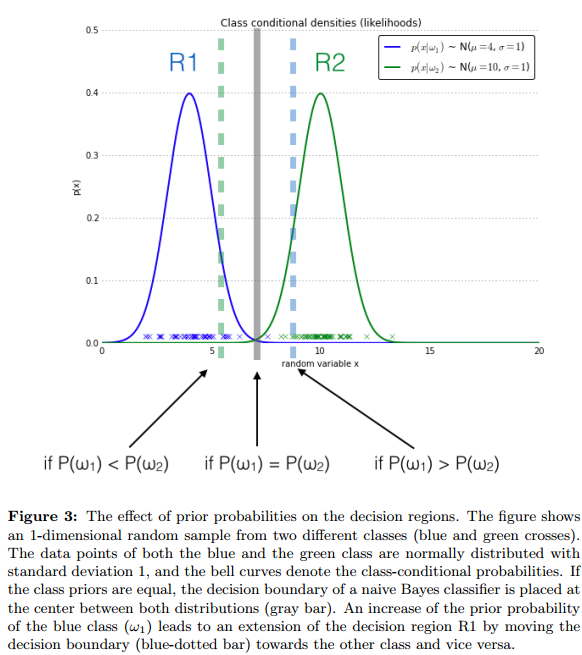 Class conditional densities (likelihoods)
0.5
R1
R2
p(x|ω₁) ~ N(μ=4, σ=1)
p(x|ω₂) ~ N(μ=10, σ=1)
0.4
0.3
p(x)
0.2
0.1
0.0
0 5 10 15 20
random variable x
if P(ω₁) < P(ω₂) if P(ω₁) = P(ω₂) if P(ω₁) > P(ω₂)
Figure 3: The effect of prior probabilities on the decision regions. The figure shows
an 1-dimensional random sample from two different classes (blue and green crosses).
The data points of both the blue and the green class are normally distributed with
standard deviation 1, and the bell curves denote the class-conditional probabilities. If
the class priors are equal, the decision boundary of a naive Bayes classifier is placed at
the center between both distributions (gray bar). An increase of the prior probability
of the blue class (ω₁) leads to an extension of the decision region R1 by moving the
decision boundary (blue-dotted bar) towards the other class and vice versa.